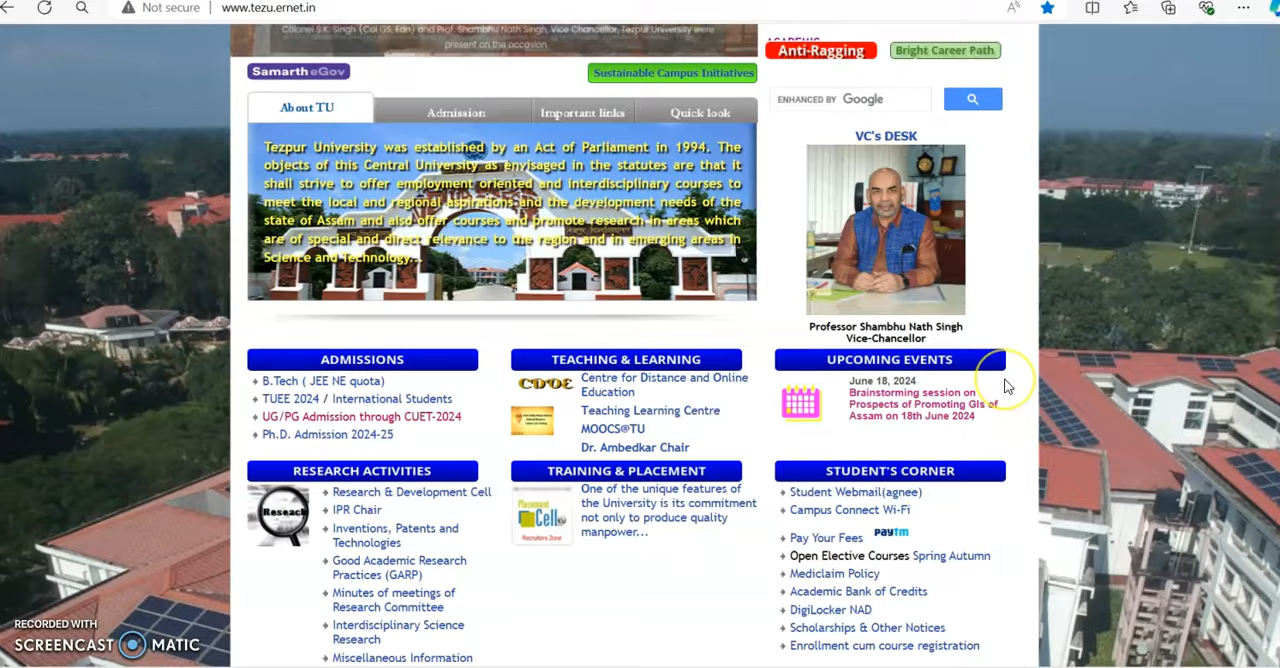 Not secure
www.tezu.ernet.in
Colonel S.K. Singh (Col GS, Edn) and Prof. Shambhu Nath Singh, Vice Chancellor, Tezpur University were
present on the occasion.
ACADEMIC
Anti-Ragging
Bright Career Path
Samarth eGov
Sustainable Campus Initiatives
About TU
Admission
Important links
Quick look
ENHANCED BY Google
Tezpur University was established by an Act of Parliament in 1994. The
objects of this Central University as envisaged in the statutes are that it
shall strive to offer employment oriented and interdisciplinary courses to
meet the local and regional aspirations and the development needs of the
state of Assam and also offer courses and promote research in areas which
are of special and direct relevance to the region and in emerging areas in
Science and Technology...
VC's DESK
Professor Shambhu Nath Singh
Vice-Chancellor
ADMISSIONS
B.Tech ( JEE NE quota)
TUEE 2024 / International Students
UG/PG Admission through CUET-2024
Ph.D. Admission 2024-25
TEACHING & LEARNING
CDOE
Centre for Distance and Online
Education
Teaching Learning Centre
MOOCS@TU
Dr. Ambedkar Chair
UPCOMING EVENTS
June 18, 2024
Brainstorming session on
Prospects of Promoting GIs of
Assam on 18th June 2024
RESEARCH ACTIVITIES
Reseach
Research & Development Cell
IPR Chair
Inventions, Patents and
Technologies
Good Academic Research
Practices (GARP)
Minutes of meetings of
Research Committee
Interdisciplinary Science
Research
Miscellaneous Information
TRAINING & PLACEMENT
Placement
Cell
Recruiters Zone
One of the unique features of
the University is its commitment
not only to produce quality
manpower...
STUDENT'S CORNER
Student Webmail(agnee)
Campus Connect Wi-Fi
Pay Your Fees paytm
Open Elective Courses Spring Autumn
Mediclaim Policy
Academic Bank of Credits
DigiLocker NAD
Scholarships & Other Notices
Enrollment cum course registration
RECORDED WITH
SCREENCAST MATIC